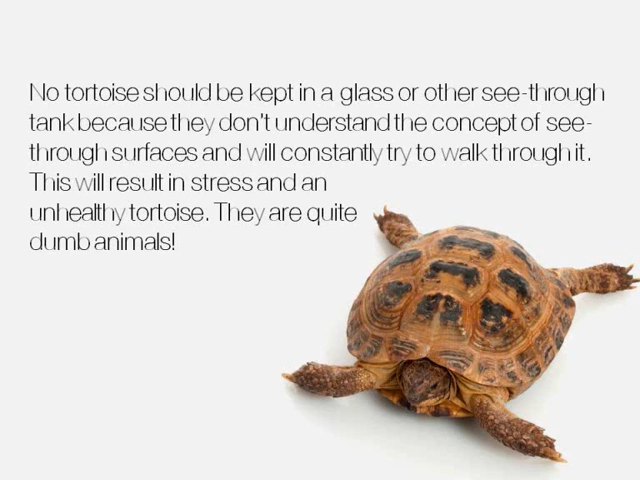 No tortoise should be kept in a glass or other see-through
tank because they don't understand the concept of see-
through surfaces and will constantly try to walk through it.
This will result in stress and an
unhealthy tortoise. They are quite
dumb animals!